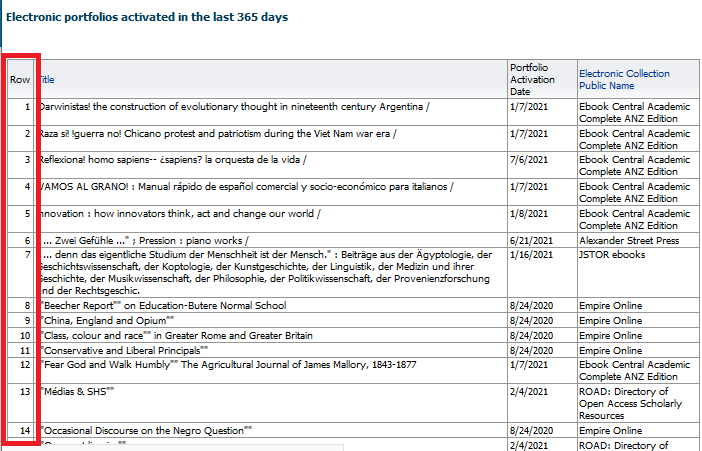 Electronic portfolios activated in the last 365 days
Row Title Portfolio Activation Date Electronic Collection Public Name
1 Darwinistas! the construction of evolutionary thought in nineteenth century Argentina / 1/7/2021 Ebook Central Academic
Complete ANZ Edition
2 Raza si! !guerra no! Chicano protest and patriotism during the Viet Nam war era / 1/7/2021 Ebook Central Academic
Complete ANZ Edition
3 Reflexiona! homo sapiens-- ¿sapiens? la orquesta de la vida / 7/6/2021 Ebook Central Academic
Complete ANZ Edition
4 VAMOS AL GRANO! : Manual rápido de español comercial y socio-económico para italianos / 1/7/2021 Ebook Central Academic
Complete ANZ Edition
5 Innovation : how innovators think, act and change our world / 1/8/2021 Ebook Central Academic
Complete ANZ Edition
6 ... Zwei Gefühle ..." ; Pression : piano works / 6/21/2021 Alexander Street Press
7 ... denn das eigentliche Studium der Menschheit ist der Mensch." : Beiträge aus der Ägyptologie, der 1/16/2021 JSTOR ebooks
Geschichtswissenschaft, der Koptologie, der Kunstgeschichte, der Linguistik, der Medizin und ihrer
Geschichte, der Musikwissenschaft, der Philosophie, der Politikwissenschaft, der Provenienzforschung
und der Rechtsgeschic.
8 "Beecher Report"" on Education-Butere Normal School 8/24/2020 Empire Online
9 "China, England and Opium"" 8/24/2020 Empire Online
10 "Class, colour and race"" in Greater Rome and Greater Britain 8/24/2020 Empire Online
11 "Conservative and Liberal Principals"" 8/24/2020 Empire Online
12 "Fear God and Walk Humbly"" The Agricultural Journal of James Mallory, 1843-1877 1/7/2021 Ebook Central Academic
Complete ANZ Edition
13 "Médias & SHS"" 2/4/2021 ROAD: Directory of
Open Access Scholarly
Resources
14 "Occasional Discourse on the Negro Question"" 8/24/2020 Empire Online
2/4/2021 ROAD: Directory of